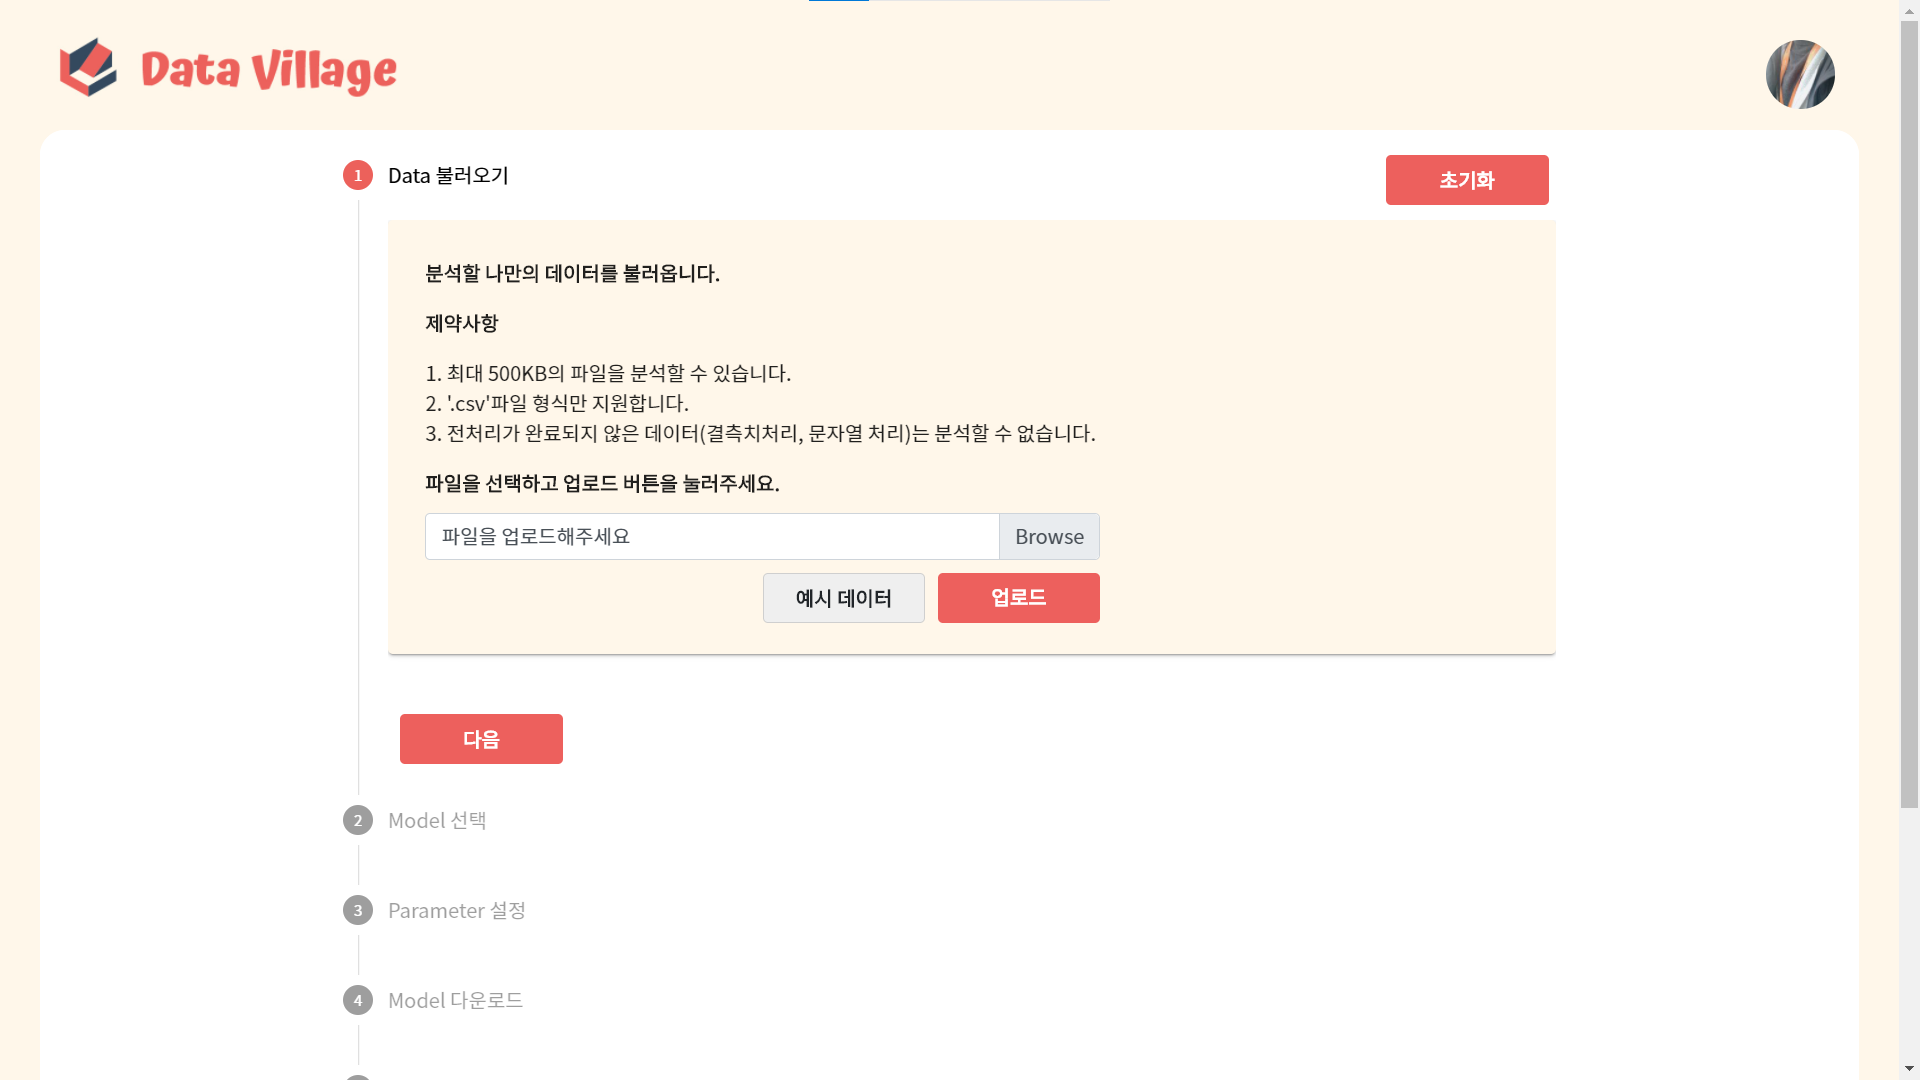 Data Village
1 Data 불러오기
초기화
분석할 나만의 데이터를 불러옵니다.
제약사항
1. 최대 500KB의 파일을 분석할 수 있습니다.
2. '.csv'파일 형식만 지원합니다.
3. 전처리가 완료되지 않은 데이터(결측치처리, 문자열 처리)는 분석할 수 없습니다.
파일을 선택하고 업로드 버튼을 눌러주세요.
파일을 업로드해주세요 Browse
예시 데이터 업로드
다음
2 Model 선택
3 Parameter 설정
4 Model 다운로드